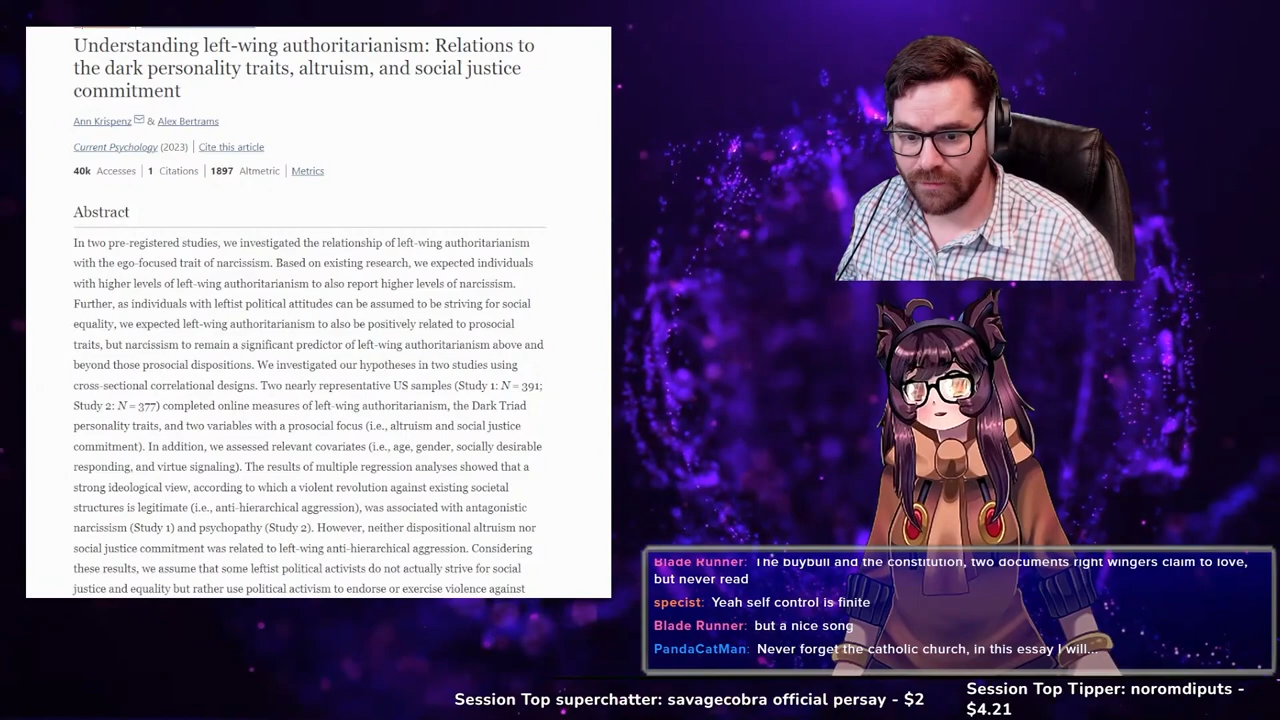 Understanding left-wing authoritarianism: Relations to
the dark personality traits, altruism, and social justice
commitment
Ann Krispenz & Alex Bertrams
Current Psychology (2023) | Cite this article
40k Accesses | 1 Citations | 1897 Altmetric | Metrics
Abstract
In two pre-registered studies, we investigated the relationship of left-wing authoritarianism
with the ego-focused trait of narcissism. Based on existing research, we expected individuals
with higher levels of left-wing authoritarianism to also report higher levels of narcissism.
Further, as individuals with leftist political attitudes can be assumed to be striving for social
equality, we expected left-wing authoritarianism to also be positively related to prosocial
traits, but narcissism to remain a significant predictor of left-wing authoritarianism above and
beyond those prosocial dispositions. We investigated our hypotheses in two studies using
cross-sectional correlational designs. Two nearly representative US samples (Study 1: N = 391;
Study 2: N = 377) completed online measures of left-wing authoritarianism, the Dark Triad
personality traits, and two variables with a prosocial focus (i.e., altruism and social justice
commitment). In addition, we assessed relevant covariates (i.e., age, gender, socially desirable
responding, and virtue signaling). The results of multiple regression analyses showed that a
strong ideological view, according to which a violent revolution against existing societal
structures is legitimate (i.e., anti-hierarchical aggression), was associated with antagonistic
narcissism (Study 1) and psychopathy (Study 2). However, neither dispositional altruism nor
social justice commitment was related to left-wing anti-hierarchical aggression. Considering
these results, we assume that some leftist political activists do not actually strive for social
justice and equality but rather use political activism to endorse or exercise violence against
Blade Runner: The buybull and the constitution, two documents right wingers claim to love,
but never read
specist: Yeah self control is finite
Blade Runner: but a nice song
PandaCatMan: Never forget the catholic church, in this essay I will...
Session Top superchatter: savagecobra official persay - $2
Session Top Tipper: noromdiputs -
$4.21